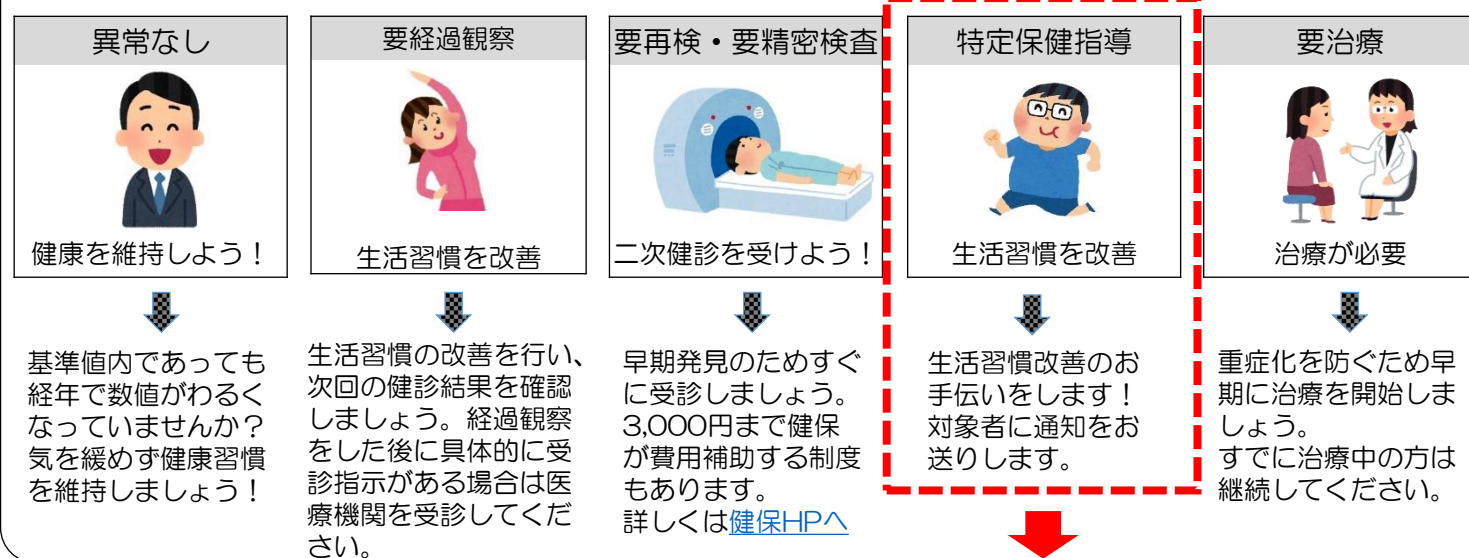 異常なし
健康を維持しよう!
基準値内であっても
経年で数値がわるく
なっていませんか?
気を緩めず健康習慣
を維持しましょう!
要経過観察
生活習慣を改善
生活習慣の改善を行い、
次回の健診結果を確認
しましょう。経過観察
をした後に具体的に受
診指示がある場合は医
療機関を受診してくだ
さい。
要再検・要精密検査
二次健診を受けよう!
早期発見のためすぐ
に受診しましょう。
3,000円まで健保
が費用補助する制度
もあります。
詳しくは健保HPへ
特定保健指導
生活習慣を改善
生活習慣改善のお
手伝いをします!
対象者に通知をお
送りします。
要治療
治療が必要
重症化を防ぐため早
期に治療を開始しま
しょう。
すでに治療中の方は
継続してください。